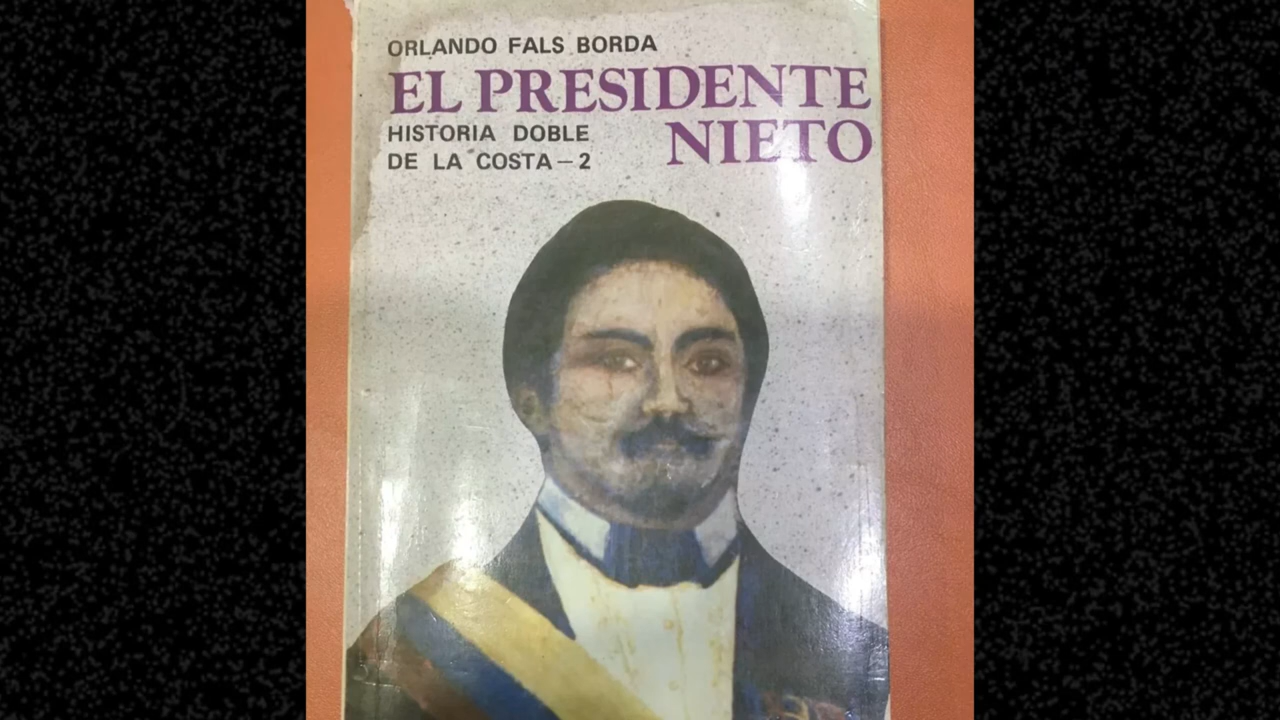 ORLANDO FALS BORDA
EL PRESIDENTE
NIETO
HISTORIA DOBLE
DE LA COSTA – 2